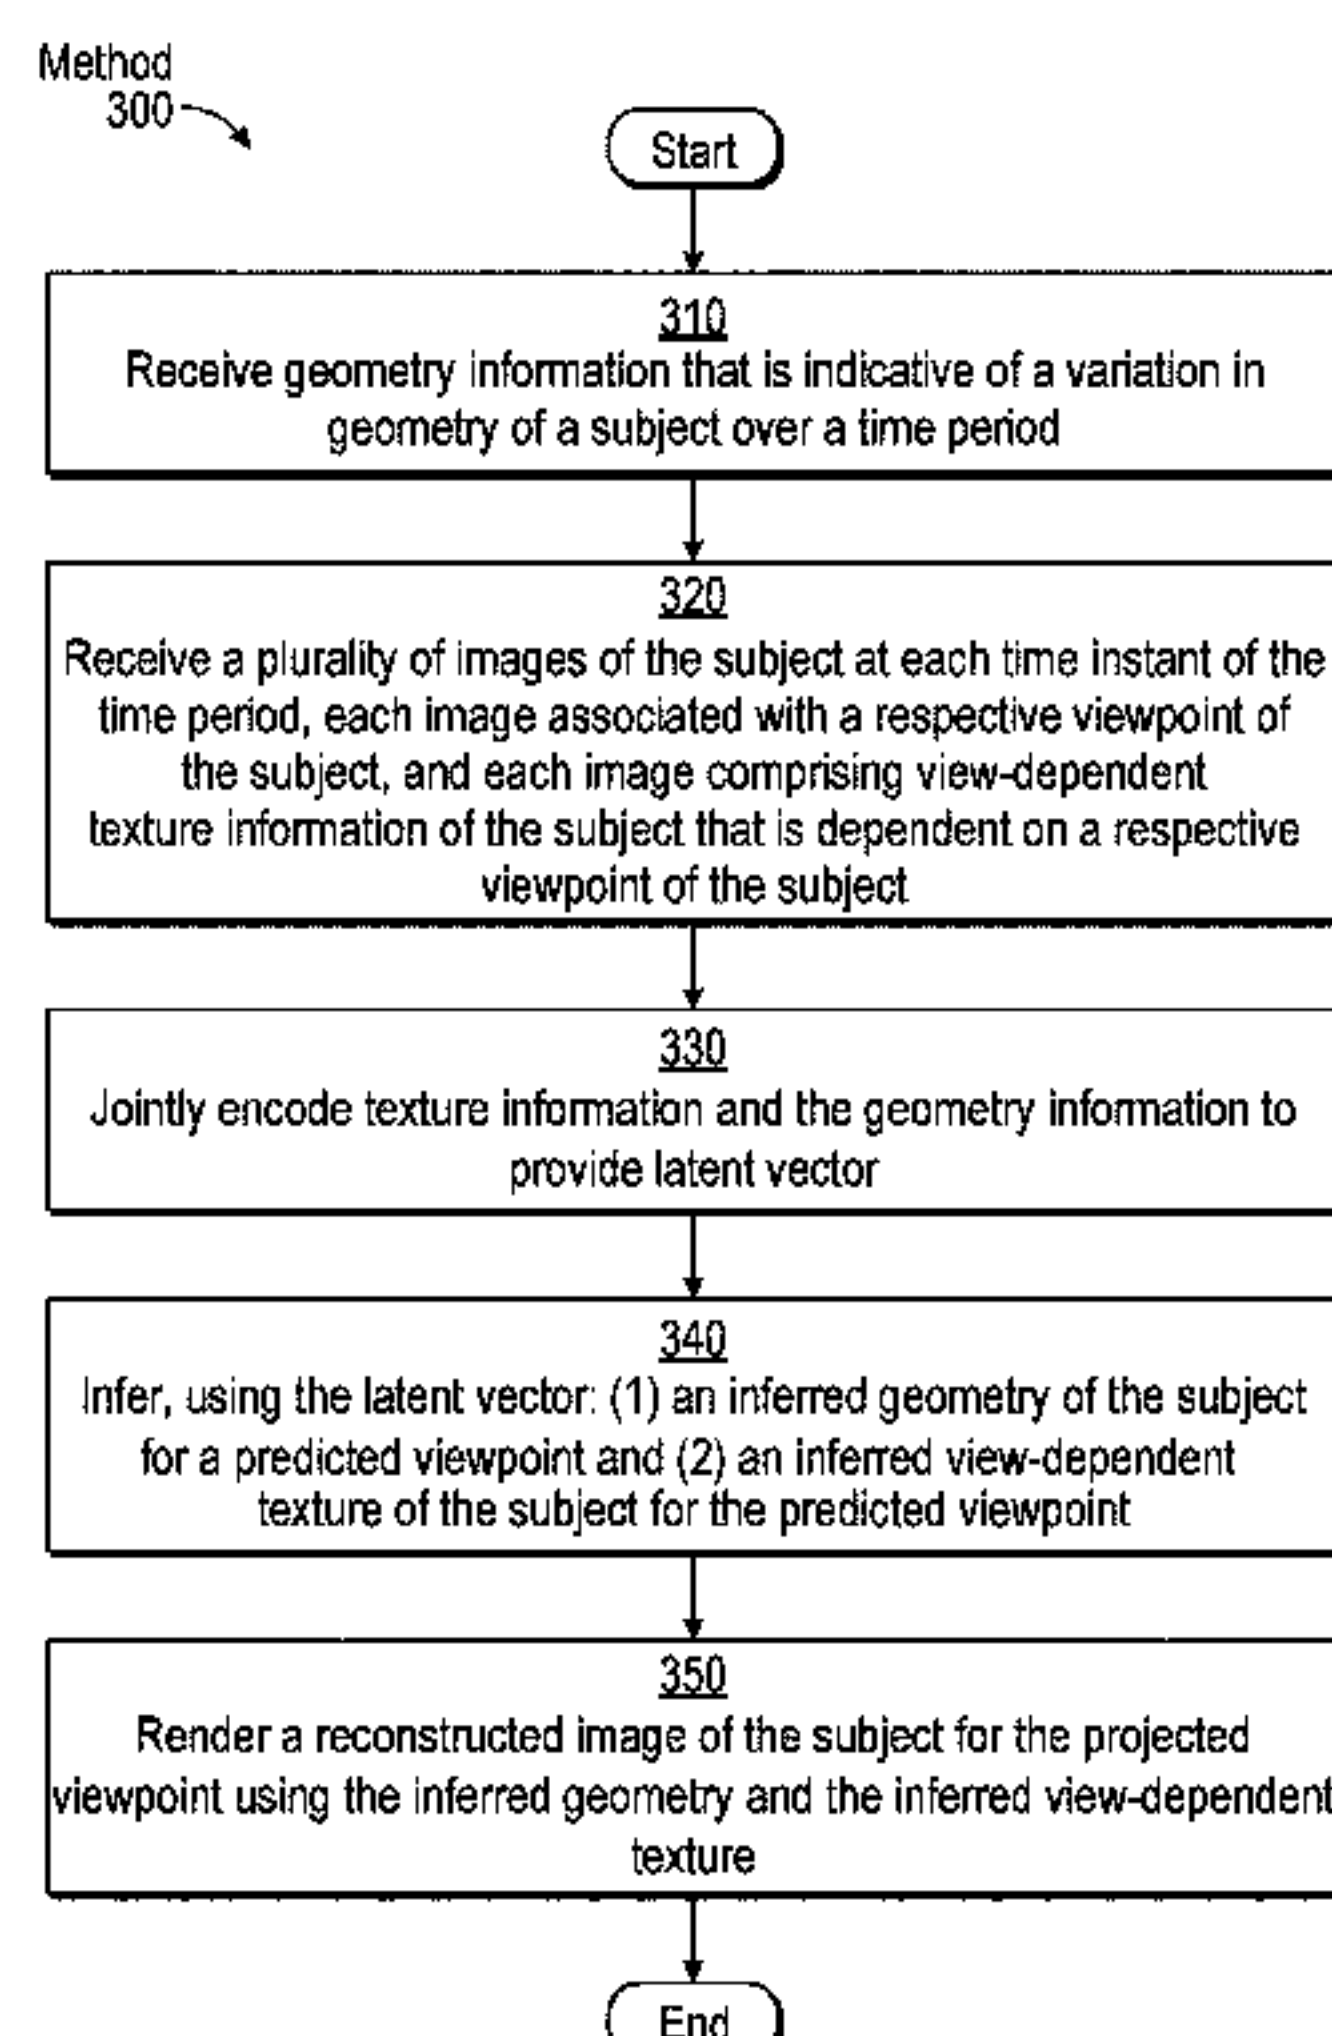 Method
300
Start
310
Receive geometry information that is indicative of a variation in
geometry of a subject over a time period
320
Receive a plurality of images of the subject at each time instant of the
time period, each image associated with a respective viewpoint of
the subject, and each image comprising view-dependent
texture information of the subject that is dependent on a respective
viewpoint of the subject
330
Jointly encode texture information and the geometry information to
provide latent vector
340
Infer, using the latent vector: (1) an inferred geometry of the subject
for a predicted viewpoint and (2) an inferred view-dependent
texture of the subject for the predicted viewpoint
350
Render a reconstructed image of the subject for the projected
viewpoint using the inferred geometry and the inferred view-dependent
texture
End